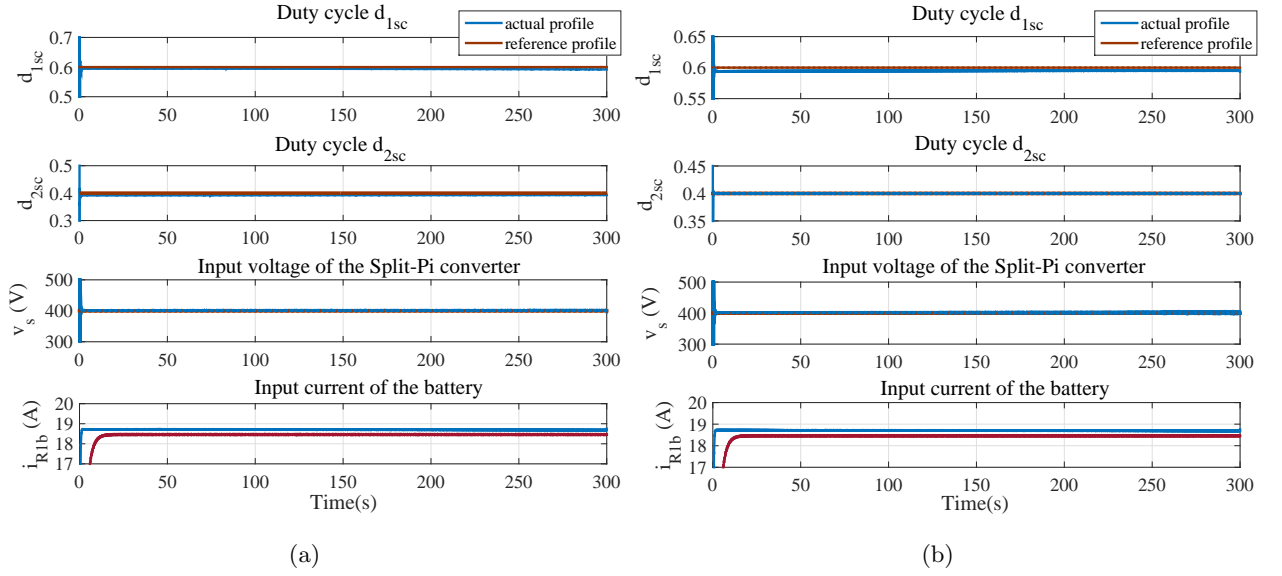 Duty cycle d1sc
actual profile
reference profile
d1sc
0.7
0.6
0.5
0 50 100 150 200 250 300
Duty cycle d2sc
d2sc
0.5
0.4
0.3
0 50 100 150 200 250 300
Input voltage of the Split-Pi converter
vs (V)
500
400
300
0 50 100 150 200 250 300
Input current of the battery
iR1b (A)
20
19
18
17
0 50 100 150 200 250 300
Time(s)
(a)
Duty cycle d1sc
actual profile
reference profile
d1sc
0.65
0.6
0.55
0 50 100 150 200 250 300
Duty cycle d2sc
d2sc
0.45
0.4
0.35
0 50 100 150 200 250 300
Input voltage of the Split-Pi converter
vs (V)
500
400
300
0 50 100 150 200 250 300
Input current of the battery
iR1b (A)
20
19
18
17
0 50 100 150 200 250 300
Time(s)
(b)